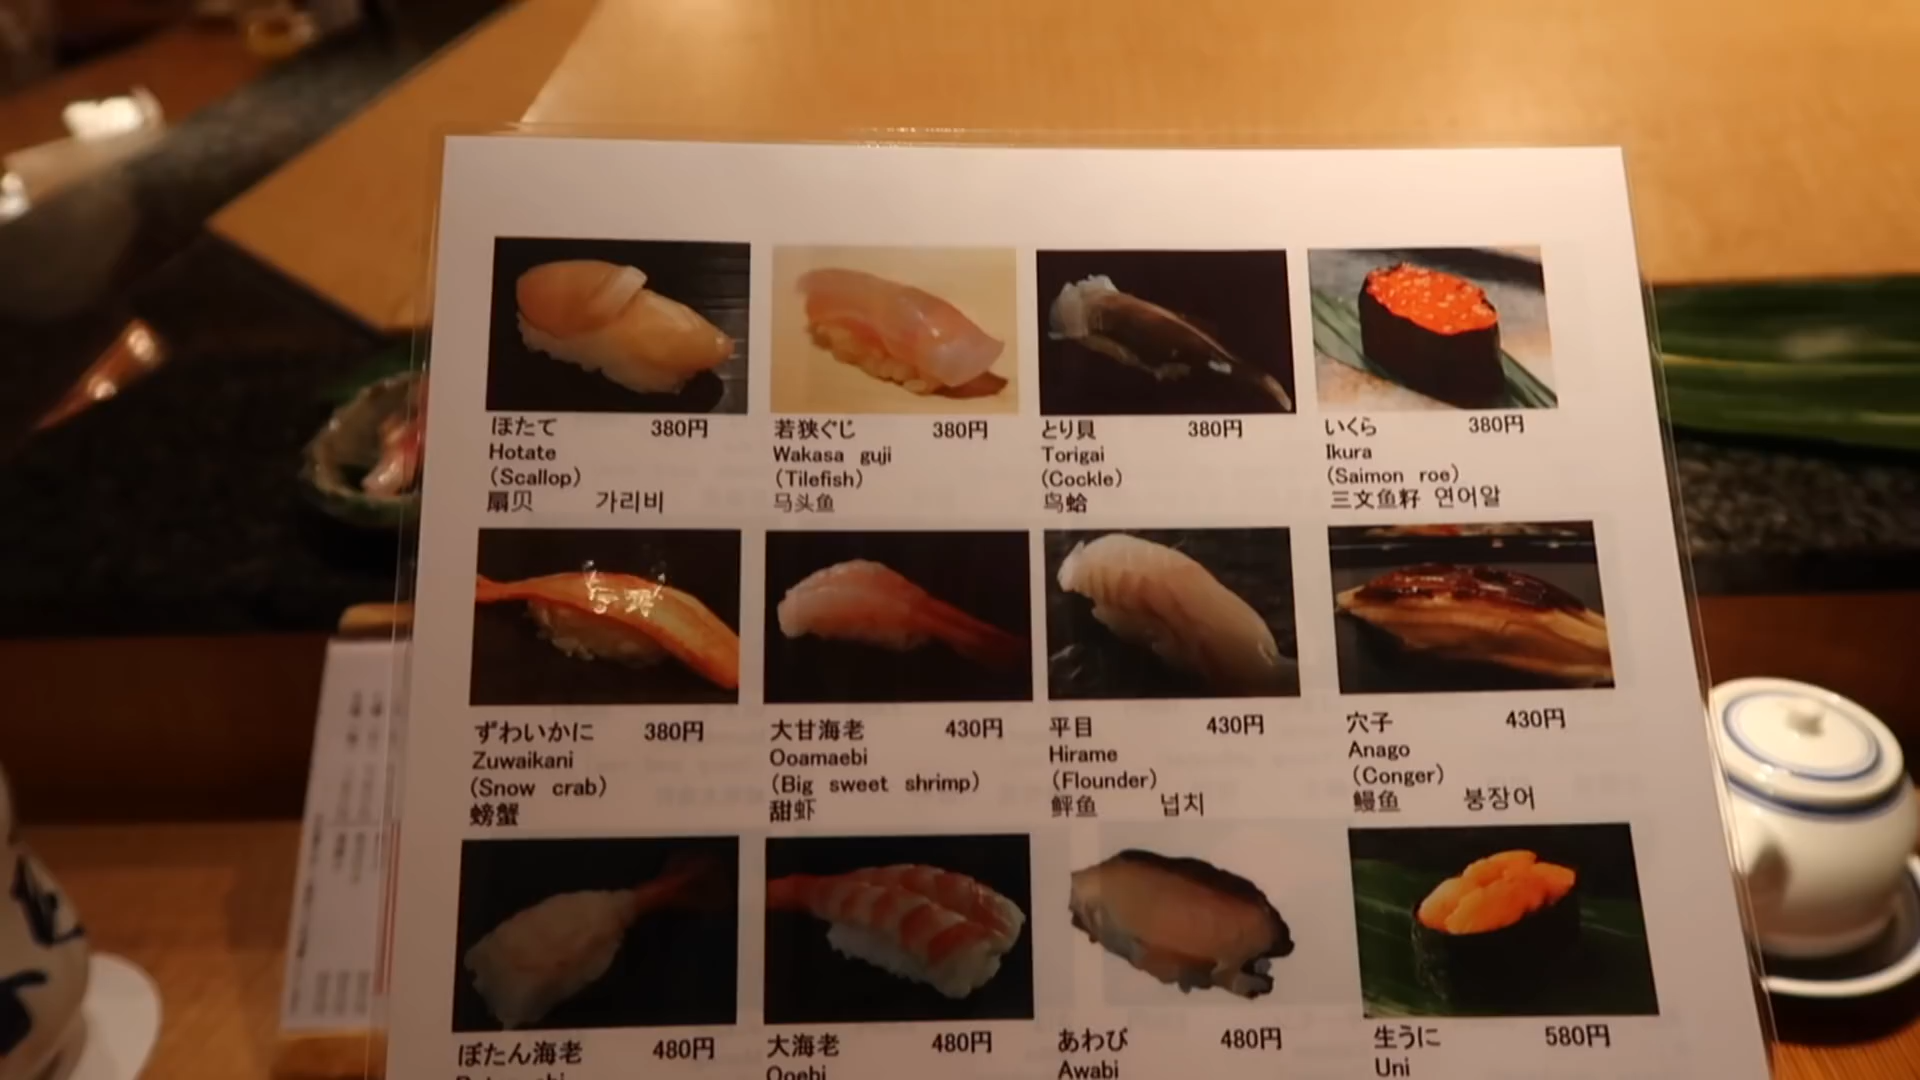 ほたて 380円
Hotate
(Scallop)
扇贝 가리비
若狭ぐじ 380円
Wakasa guji
(Tilefish)
马头鱼
とり貝 380円
Torigai
(Cockle)
鸟蛤
いくら 380円
Ikura
(Saimon roe)
三文鱼籽 연어알
ずわいかに 380円
Zuwaikani
(Snow crab)
螃蟹
大甘海老 430円
Ooamaebi
(Big sweet shrimp)
甜虾
平目 430円
Hirame
(Flounder)
鲆鱼 넙치
穴子 430円
Anago
(Conger)
鳗鱼 붕장어
ぼたん海老 480円
大海老 480円
Ooebi
あわび 480円
Awabi
生うに 580円
Uni